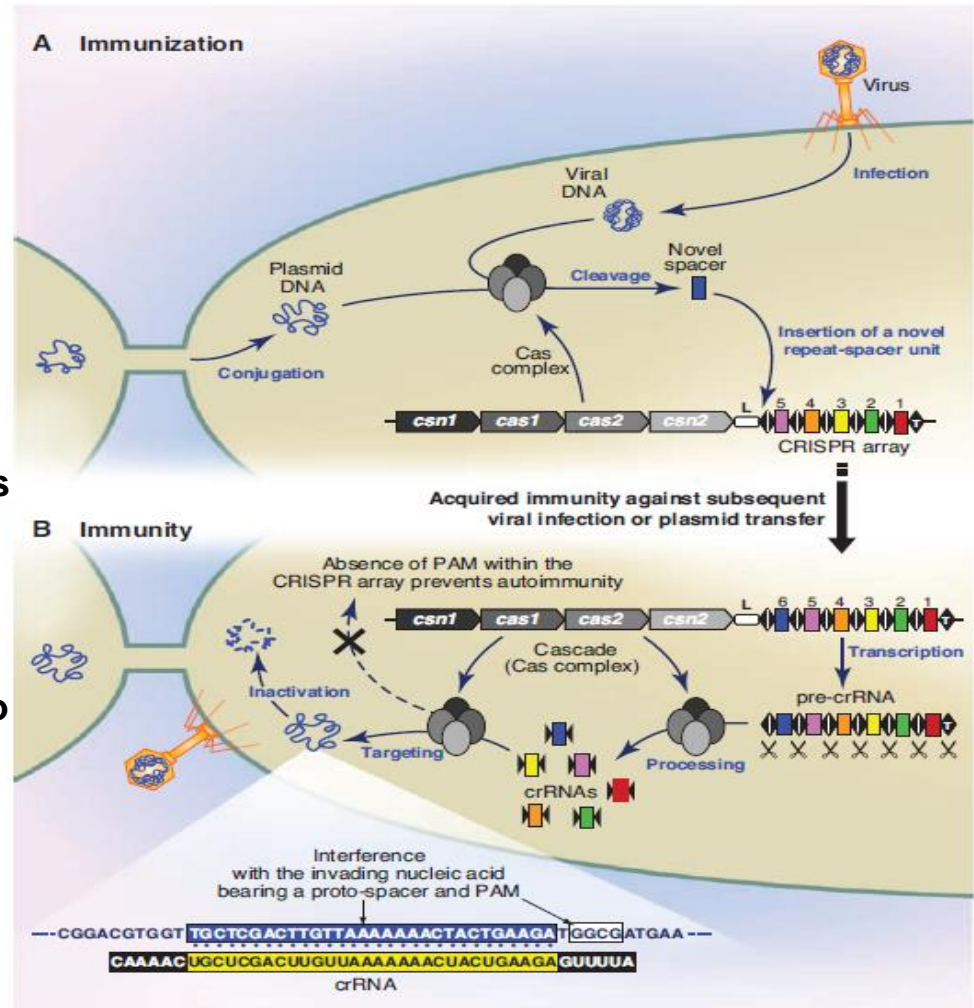 A Immunization
Virus
Infection
Viral
DNA
Novel
spacer
Plasmid
DNA
Cleavage
Insertion of a novel
repeat-spacer unit
Cas
complex
Conjugation
L 5 4 3 2 1
csn1 cas1 cas2 csn2 T
CRISPR array
s
Acquired immunity against subsequent
viral infection or plasmid transfer
B Immunity
Absence of PAM within the
CRISPR array prevents autoimmunity
L 6 5 4 3 2 1
csn1 cas1 cas2 csn2 T
Cascade
(Cas complex)
Transcription
pre-crRNA
Inactivation
T
Targeting
Processing
crRNAs
Interference
with the invading nucleic acid
bearing a proto-spacer and PAM
---CGGACGTGGT TGCTCGACTTGTTAAAAAAACTACTGAAGA T GGCG ATGAA---
CAAAAC UGCUCGACUUGUUAAAAAAACUACUGAAGA GUUUUA
crRNA